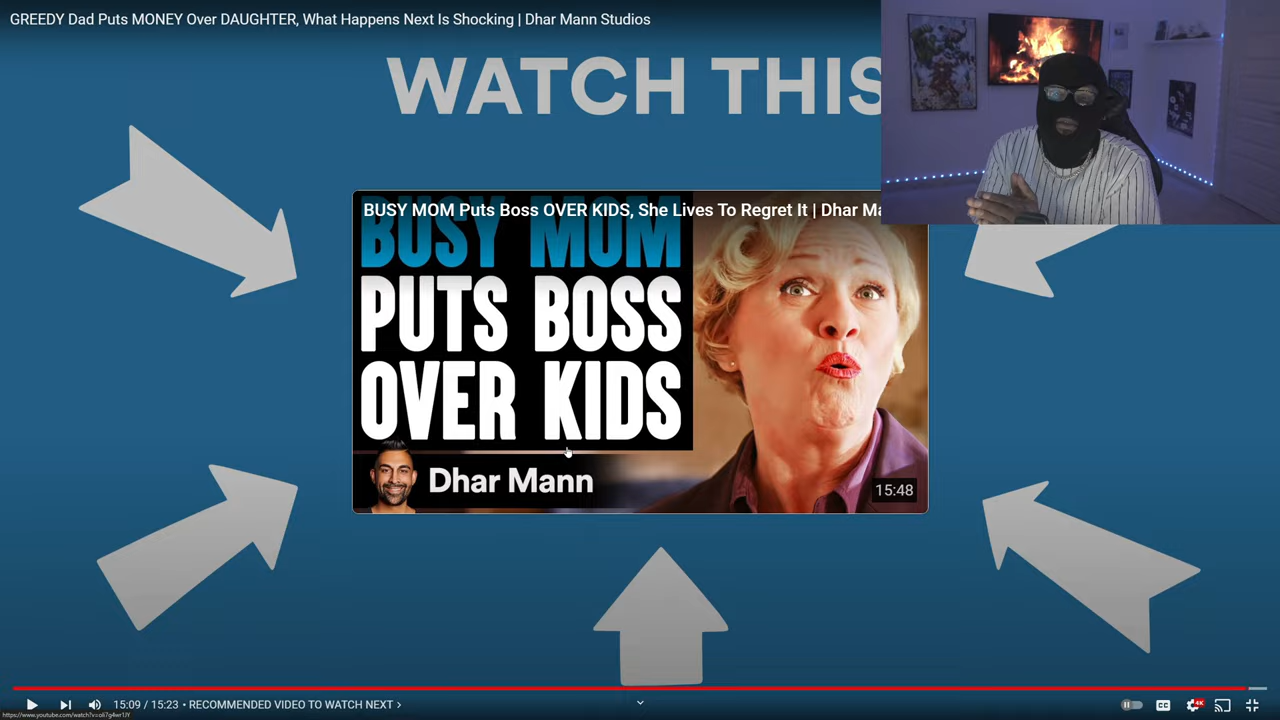 GREEDY Dad Puts MONEY Over DAUGHTER, What Happens Next Is Shocking | Dhar Mann Studios
WATCH THIS
BUSY MOM Puts Boss OVER KIDS, She Lives To Regret It | Dhar Ma
BUSY MOM
PUTS BOSS
OVER KIDS
Dhar Mann
15:48
15:09 / 15:23 • RECOMMENDED VIDEO TO WATCH NEXT >
CC
4K